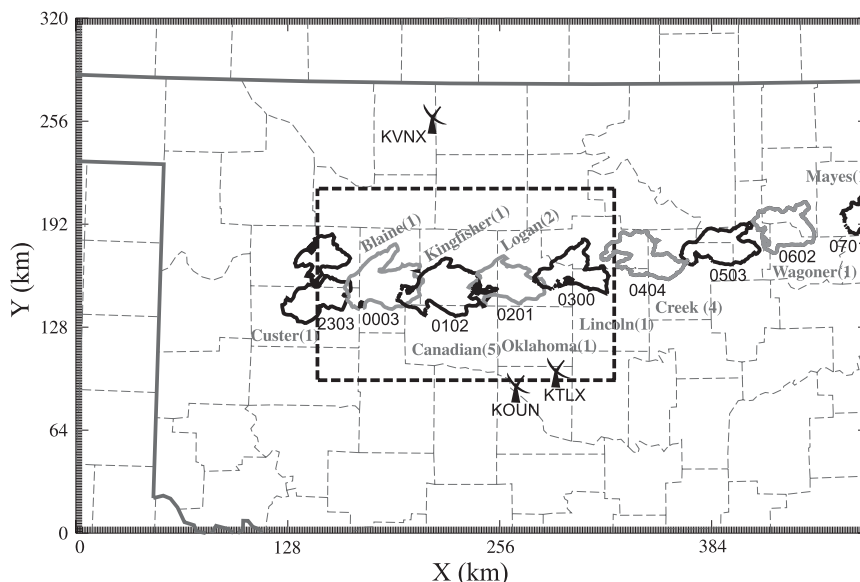 320
256
192
128
64
0
Y (km)
KVNX
Mayes(
Blaine(1)
Kingfisher(1)
Logan(2)
0701
0602
0503
Wagoner(1)
0404
Creek (4)
0300
Lincoln(1)
0201
0102
0003
2303
Custer(1)
Canadian(5)
Oklahoma(1)
KTLX
KOUN
0
128
256
384
X (km)